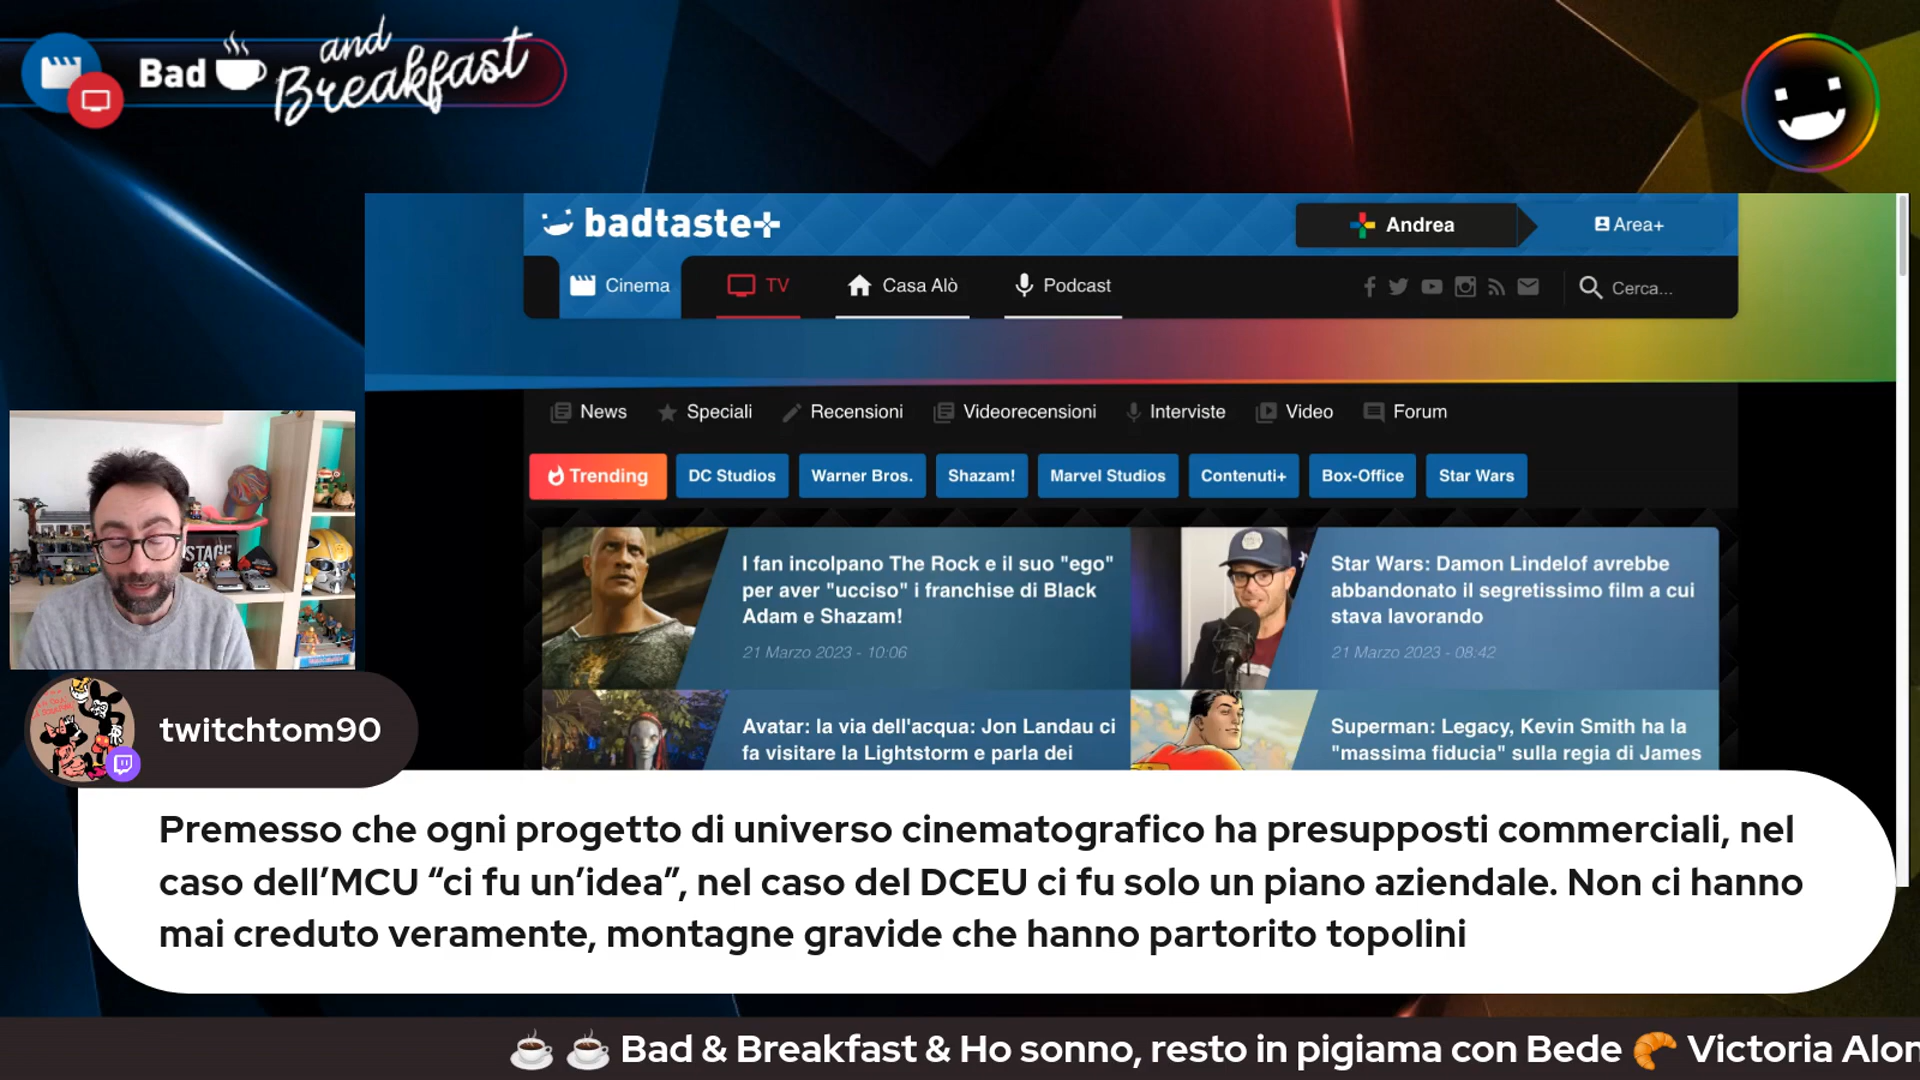 Bad and Breakfast
badtaste+
Andrea
Area+
Cinema
TV
Casa Alò
Podcast
Cerca...
News
Speciali
Recensioni
Videorecensioni
Interviste
Video
Forum
Trending
DC Studios
Warner Bros.
Shazam!
Marvel Studios
Contenuti+
Box-Office
Star Wars
I fan incolpano The Rock e il suo "ego"
per aver "ucciso" i franchise di Black
Adam e Shazam!
21 Marzo 2023 - 10:06
Star Wars: Damon Lindelof avrebbe
abbandonato il segretissimo film a cui
stava lavorando
21 Marzo 2023 - 08:42
STAGE
Avatar: la via dell'acqua: Jon Landau ci
fa visitare la Lightstorm e parla dei
Superman: Legacy, Kevin Smith ha la
"massima fiducia" sulla regia di James
twitchtom90
Premesso che ogni progetto di universo cinematografico ha presupposti commerciali, nel
caso dell’MCU “ci fu un’idea”, nel caso del DCEU ci fu solo un piano aziendale. Non ci hanno
mai creduto veramente, montagne gravide che hanno partorito topolini
Bad & Breakfast & Ho sonno, resto in pigiama con Bede 🥐 Victoria Alon